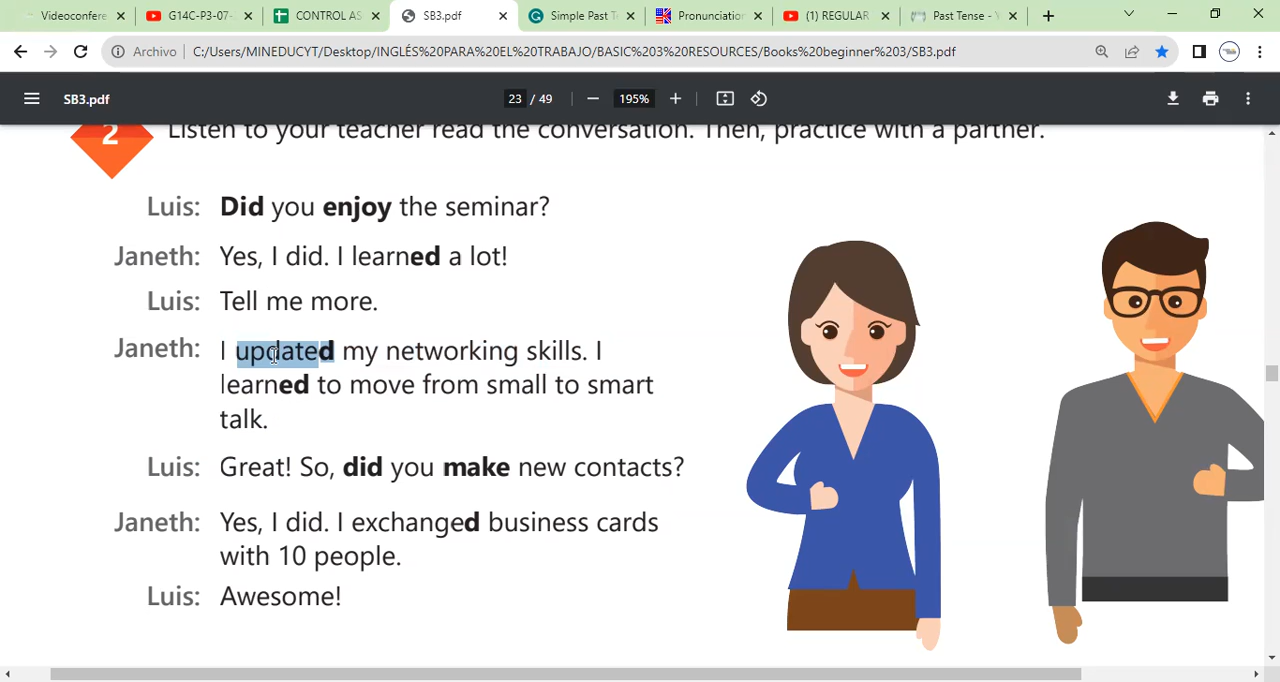 Videoconfere
G14C-P3-07-
CONTROL AS
SB3.pdf
Simple Past T
Pronunciation
(1) REGULAR
Past Tense - Y
Archivo C:/Users/MINEDUCYT/Desktop/INGLÉS%20PARA%20EL%20TRABAJO/BASIC%203%20RESOURCES/Books%20beginner%203/SB3.pdf
SB3.pdf 23 / 49 195%
2 Listen to your teacher read the conversation. Then, practice with a partner.
Luis: Did you enjoy the seminar?
Janeth: Yes, I did. I learned a lot!
Luis: Tell me more.
Janeth: I updated my networking skills. I
learned to move from small to smart
talk.
Luis: Great! So, did you make new contacts?
Janeth: Yes, I did. I exchanged business cards
with 10 people.
Luis: Awesome!